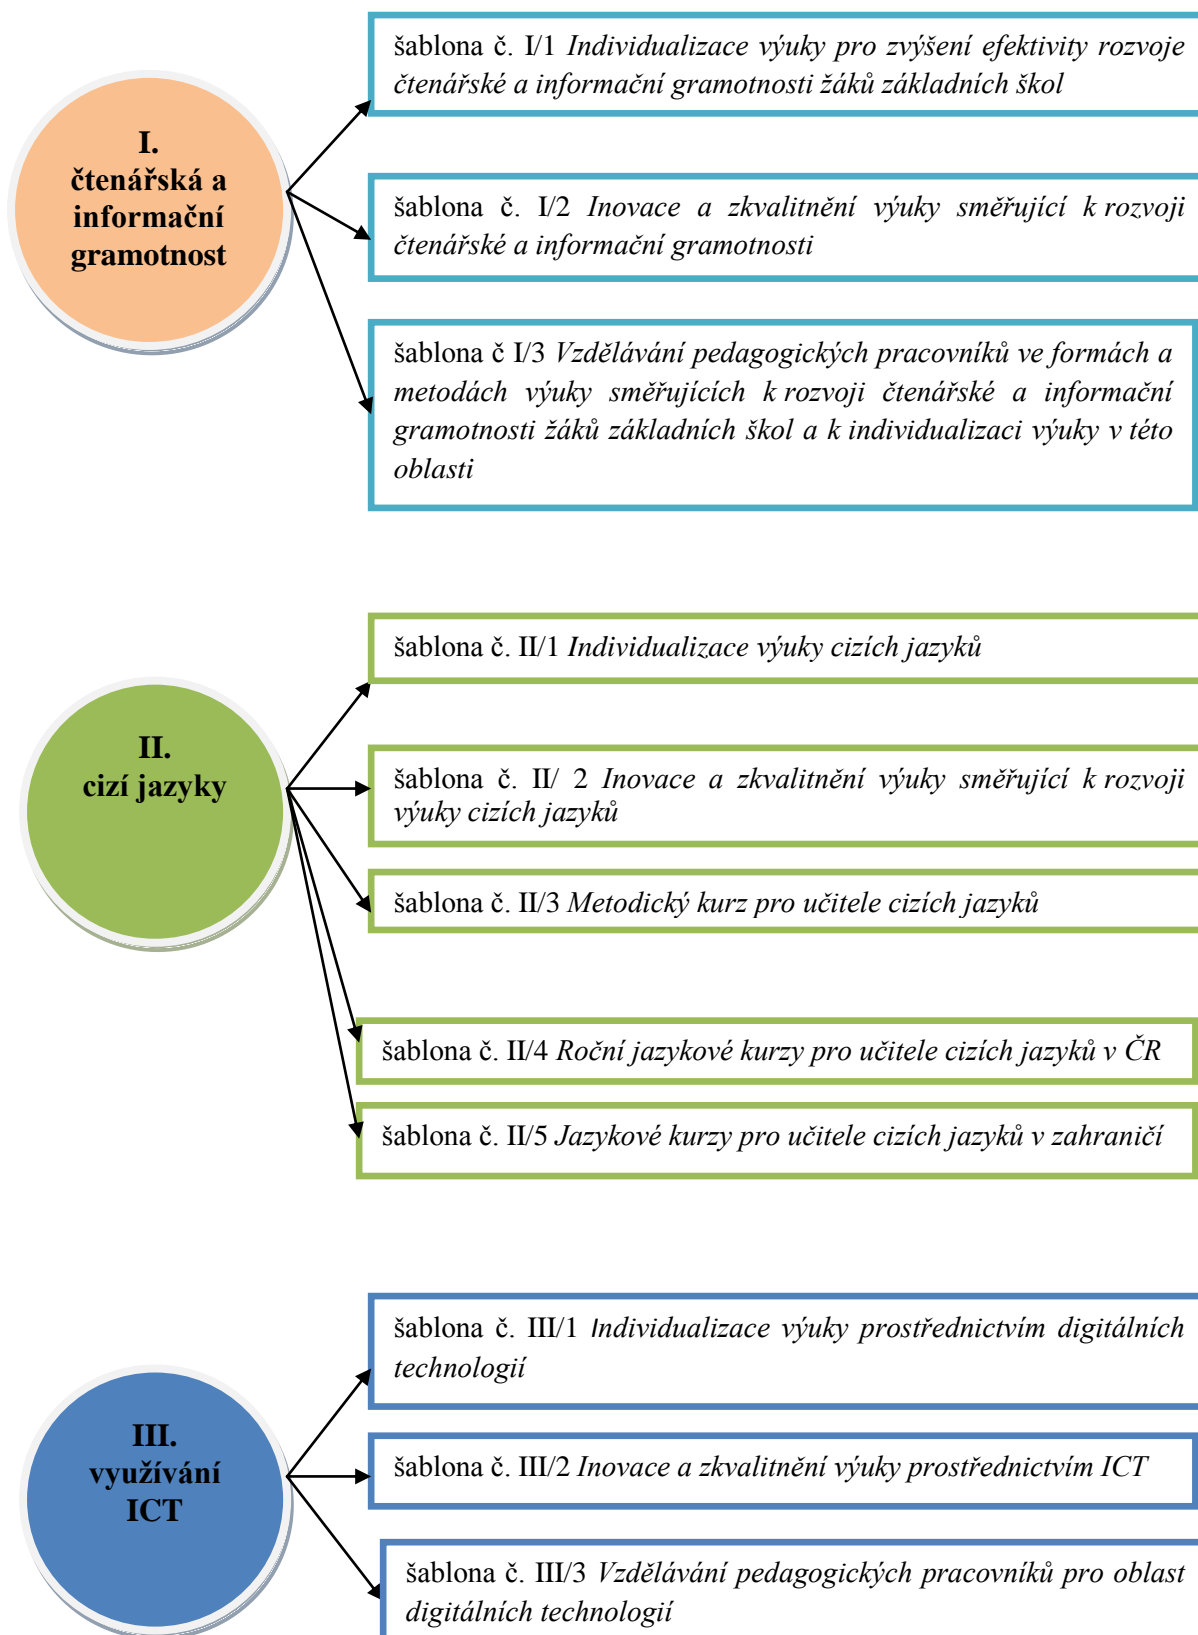 I.
čtenářská a
informační
gramotnost
šablona č. I/1 Individualizace výuky pro zvýšení efektivity rozvoje
čtenářské a informační gramotnosti žáků základních škol
šablona č. I/2 Inovace a zkvalitnění výuky směřující k rozvoji
čtenářské a informační gramotnosti
šablona č I/3 Vzdělávání pedagogických pracovníků ve formách a
metodách výuky směřujících k rozvoji čtenářské a informační
gramotnosti žáků základních škol a k individualizaci výuky v této
oblasti
II.
cizí jazyky
šablona č. II/1 Individualizace výuky cizích jazyků
šablona č. II/ 2 Inovace a zkvalitnění výuky směřující k rozvoji
výuky cizích jazyků
šablona č. II/3 Metodický kurz pro učitele cizích jazyků
šablona č. II/4 Roční jazykové kurzy pro učitele cizích jazyků v ČR
šablona č. II/5 Jazykové kurzy pro učitele cizích jazyků v zahraničí
III.
využívání
ICT
šablona č. III/1 Individualizace výuky prostřednictvím digitálních
technologií
šablona č. III/2 Inovace a zkvalitnění výuky prostřednictvím ICT
šablona č. III/3 Vzdělávání pedagogických pracovníků pro oblast
digitálních technologií